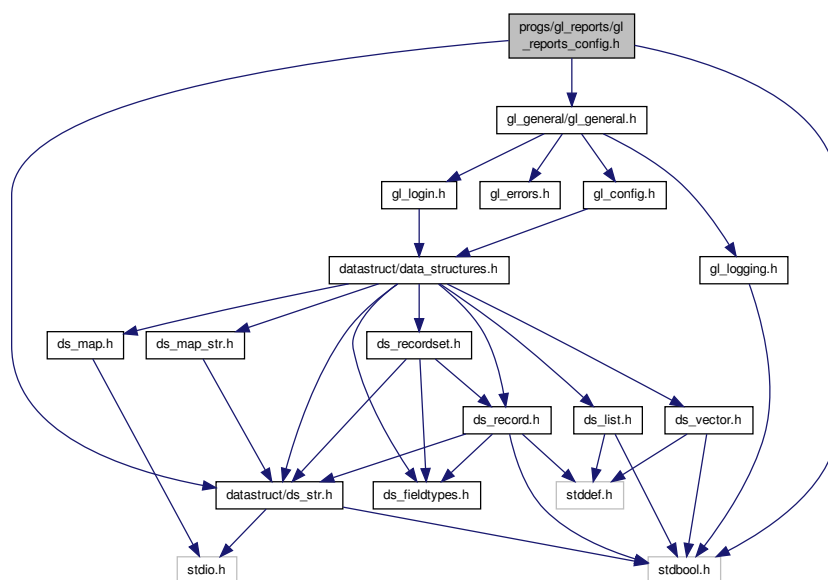 progs/gl_reports/gl
_reports_config.h
gl_general/gl_general.h
gl_login.h
gl_errors.h
gl_config.h
datastruct/data_structures.h
gl_logging.h
ds_map.h
ds_map_str.h
ds_recordset.h
ds_record.h
ds_list.h
ds_vector.h
datastruct/ds_str.h
ds_fieldtypes.h
stddef.h
stdio.h
stdbool.h